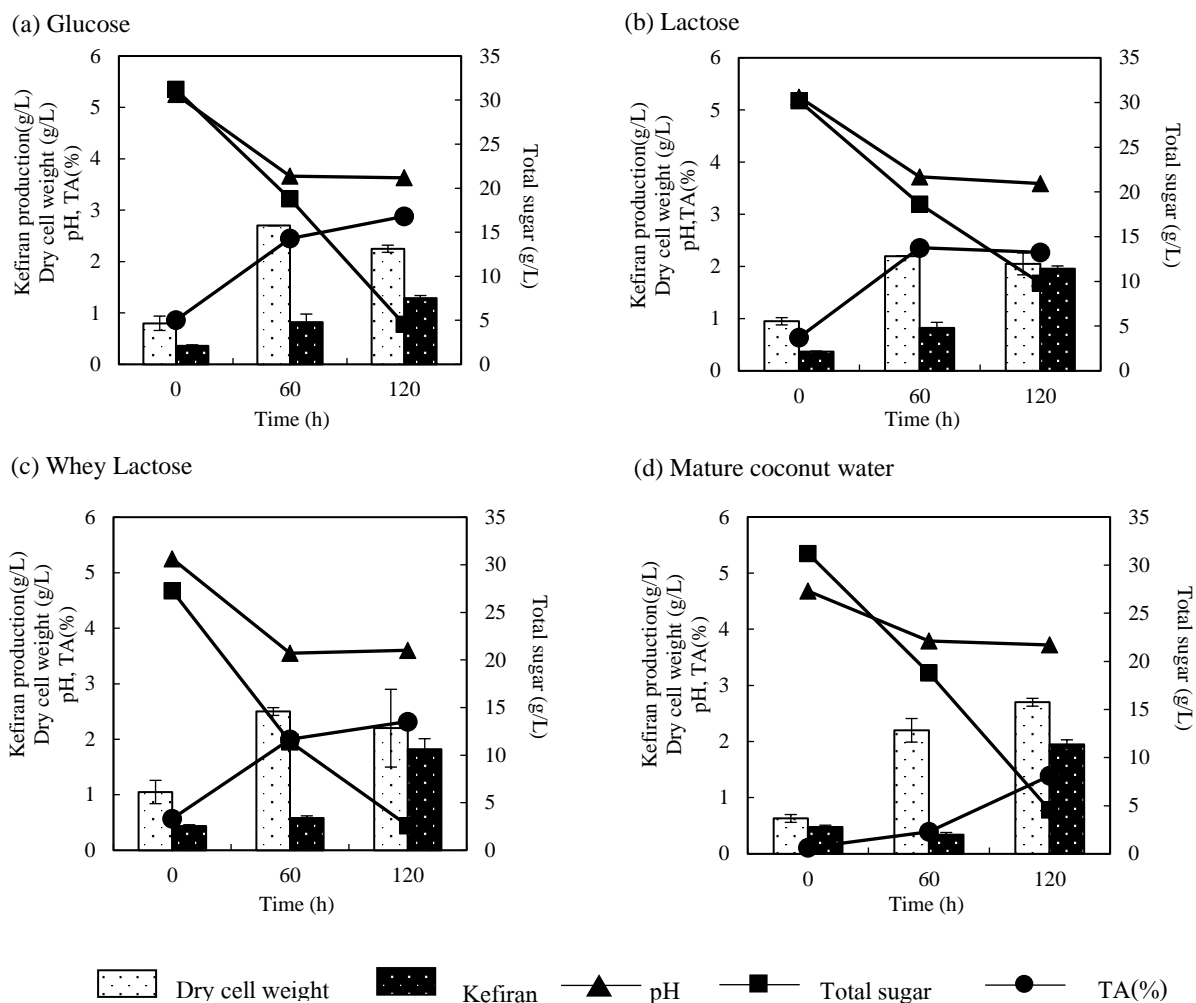 (a) Glucose
Kefiran production(g/L)
Dry cell weight (g/L)
pH, TA(%)
6
5
4
3
2
1
0
35
30
25
20
15
10
5
0
Total sugar (g/L)
0 60 120
Time (h)
(b) Lactose
Kefiran production(g/L)
Dry cell weight (g/L)
pH,TA(%)
6
5
4
3
2
1
0
35
30
25
20
15
10
5
0
Total sugar (g/L)
0 60 120
Time (h)
(c) Whey Lactose
Kefiran production(g/L)
Dry cell weight (g/L)
pH, TA(%)
6
5
4
3
2
1
0
35
30
25
20
15
10
5
0
Total sugar (g/L)
0 60 120
Time (h)
(d) Mature coconut water
Kefiran production(g/L)
Dry cell weight (g/L)
pH, TA(%)
6
5
4
3
2
1
0
35
30
25
20
15
10
5
0
Total sugar (g/L)
0 60 120
Time (h)
Dry cell weight Kefiran pH Total sugar TA(%)